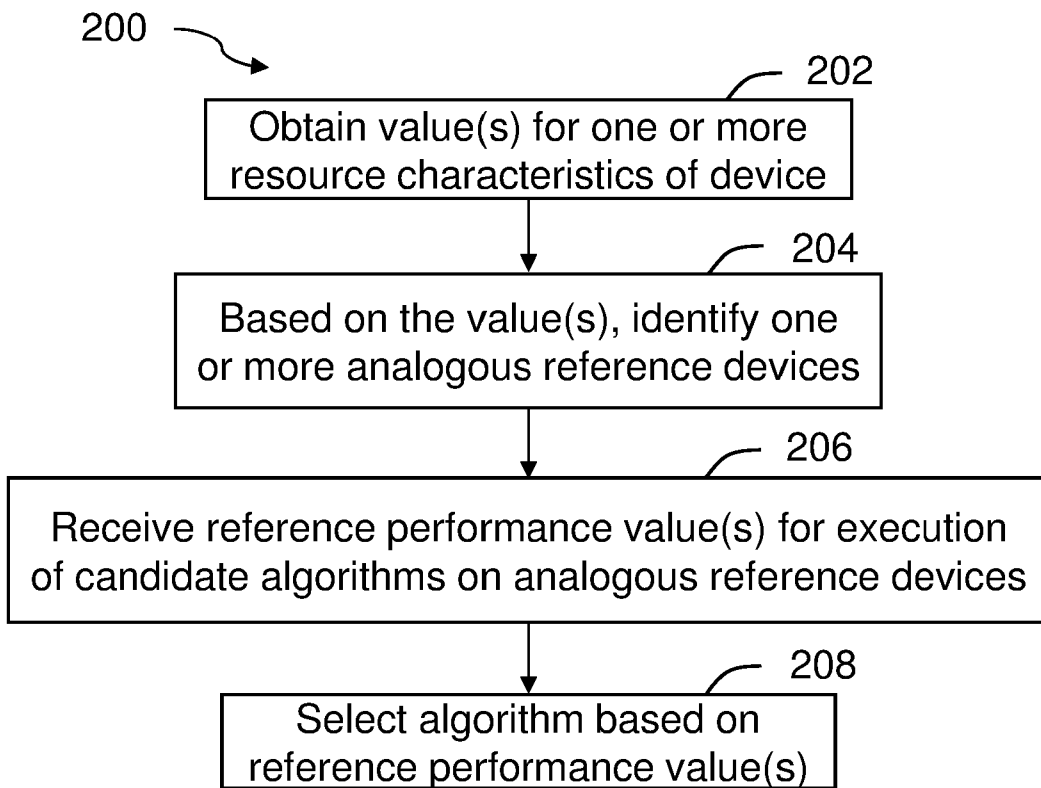 200
202
Obtain value(s) for one or more
resource characteristics of device
204
Based on the value(s), identify one
or more analogous reference devices
206
Receive reference performance value(s) for execution
of candidate algorithms on analogous reference devices
208
Select algorithm based on
reference performance value(s)